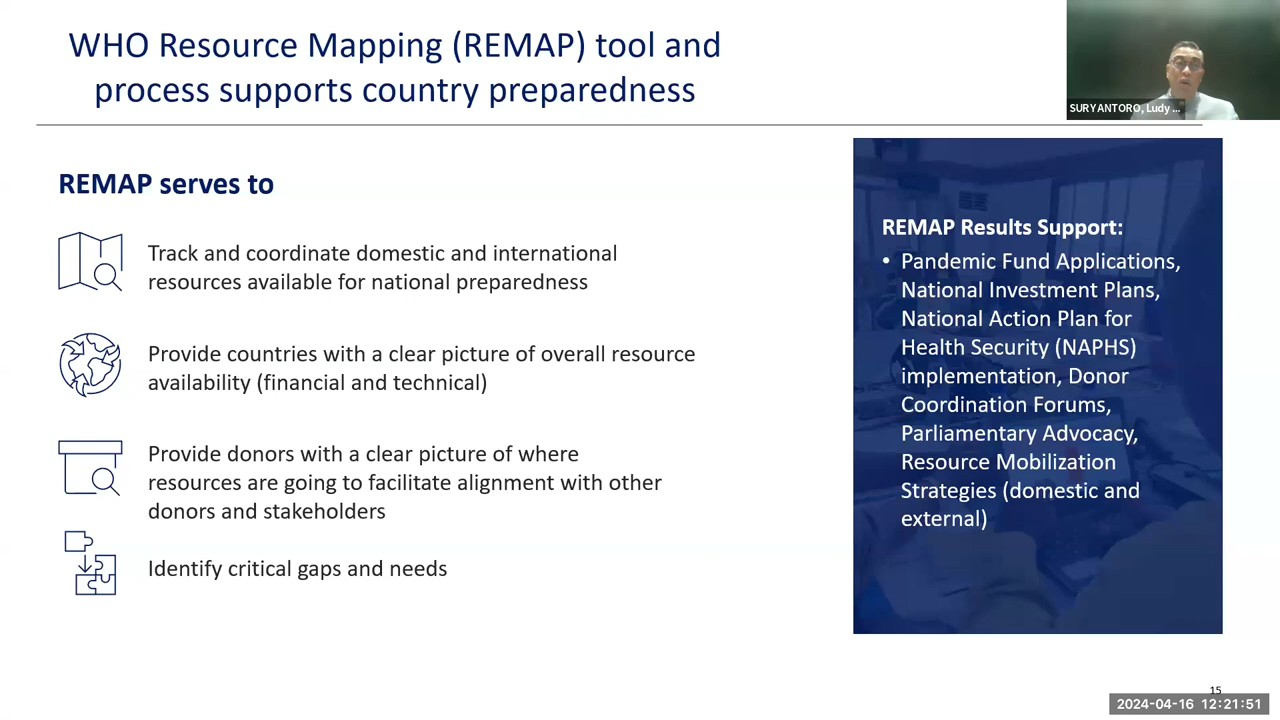 WHO Resource Mapping (REMAP) tool and
process supports country preparedness
SURYANTORO, Ludy ...
REMAP serves to
Track and coordinate domestic and international
resources available for national preparedness
Provide countries with a clear picture of overall resource
availability (financial and technical)
Provide donors with a clear picture of where
resources are going to facilitate alignment with other
donors and stakeholders
Identify critical gaps and needs
REMAP Results Support:
• Pandemic Fund Applications,
National Investment Plans,
National Action Plan for
Health Security (NAPHS)
implementation, Donor
Coordination Forums,
Parliamentary Advocacy,
Resource Mobilization
Strategies (domestic and
external)
15
2024-04-16 12:21:51